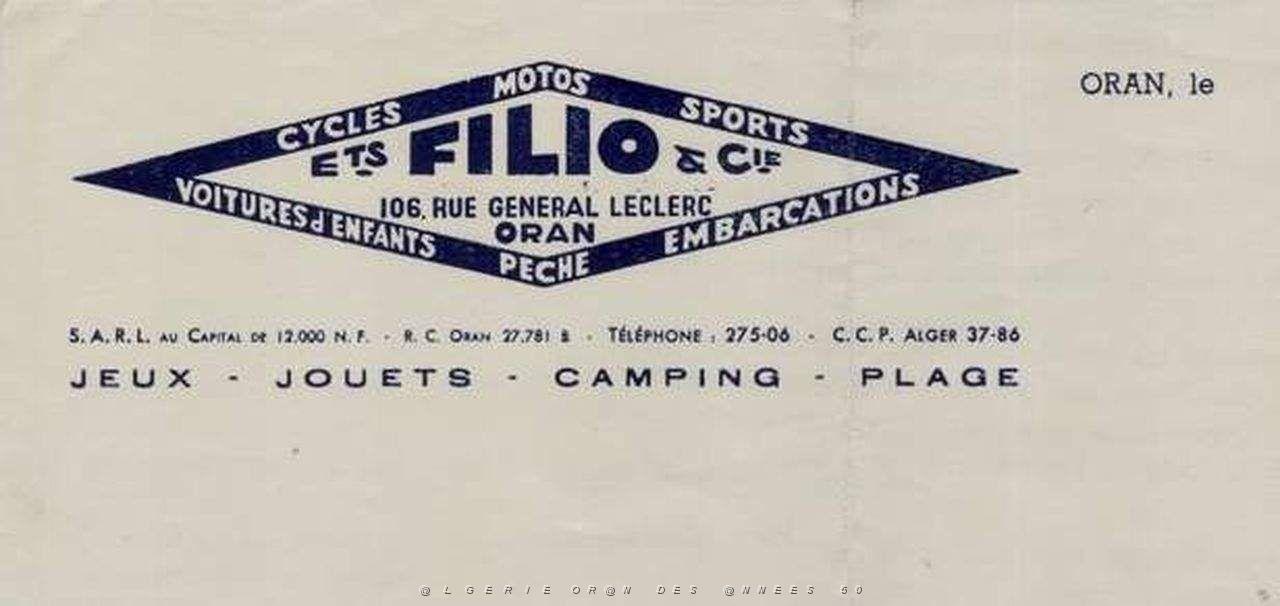 ORAN, le
MOTOS
CYCLES
SPORTS
ETS FILIO & CIE
VOITURES d'ENFANTS
106, RUE GENERAL LECLERC
EMBARCATIONS
ORAN
PECHE
S.A.R.L. AU CAPITAL DE 12.000 N.F. - R. C. ORAN 27.781 B - TÉLÉPHONE : 275-06 - C.C.P. ALGER 37-86
JEUX - JOUETS - CAMPING - PLAGE
@LGERIE OR@N DES @NNEES 60